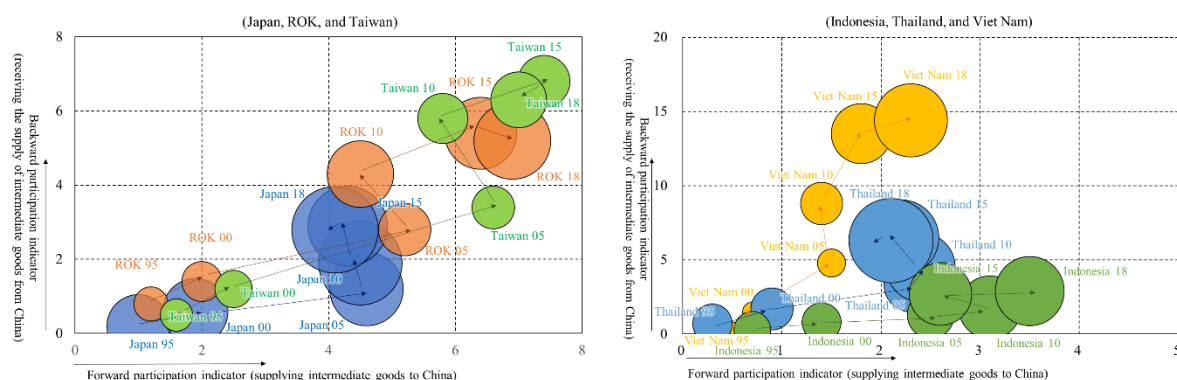 (Japan, ROK, and Taiwan)
Backward participation indicator
(receiving the supply of intermediate goods from China)
8
6
4
2
0
Taiwan 15
Taiwan 10
ROK 15
Taiwan 18
ROK 10
ROK 18
Japan 18
Japan 15
Taiwan 05
ROK 00
ROK 05
ROK 95
Japan 10
Taiwan 00
Taiwan 95
Japan 00
Japan 05
Japan 95
0
2
4
6
8
Forward participation indicator (supplying intermediate goods to China)
(Indonesia, Thailand, and Viet Nam)
Backward participation indicator
(receiving the supply of intermediate goods from China)
20
15
10
5
0
Viet Nam 18
Viet Nam 15
Viet Nam 10
Thailand 18
Thailand 15
Viet Nam 05
Thailand 10
Indonesia 15
Indonesia 18
Viet Nam 00
Thailand 00
Thailand 05
Thailand 95
Viet Nam 95
Indonesia 95
Indonesia 00
Indonesia 05
Indonesia 10
0
1
2
3
4
5
Forward participation indicator (supplying intermediate goods to China)